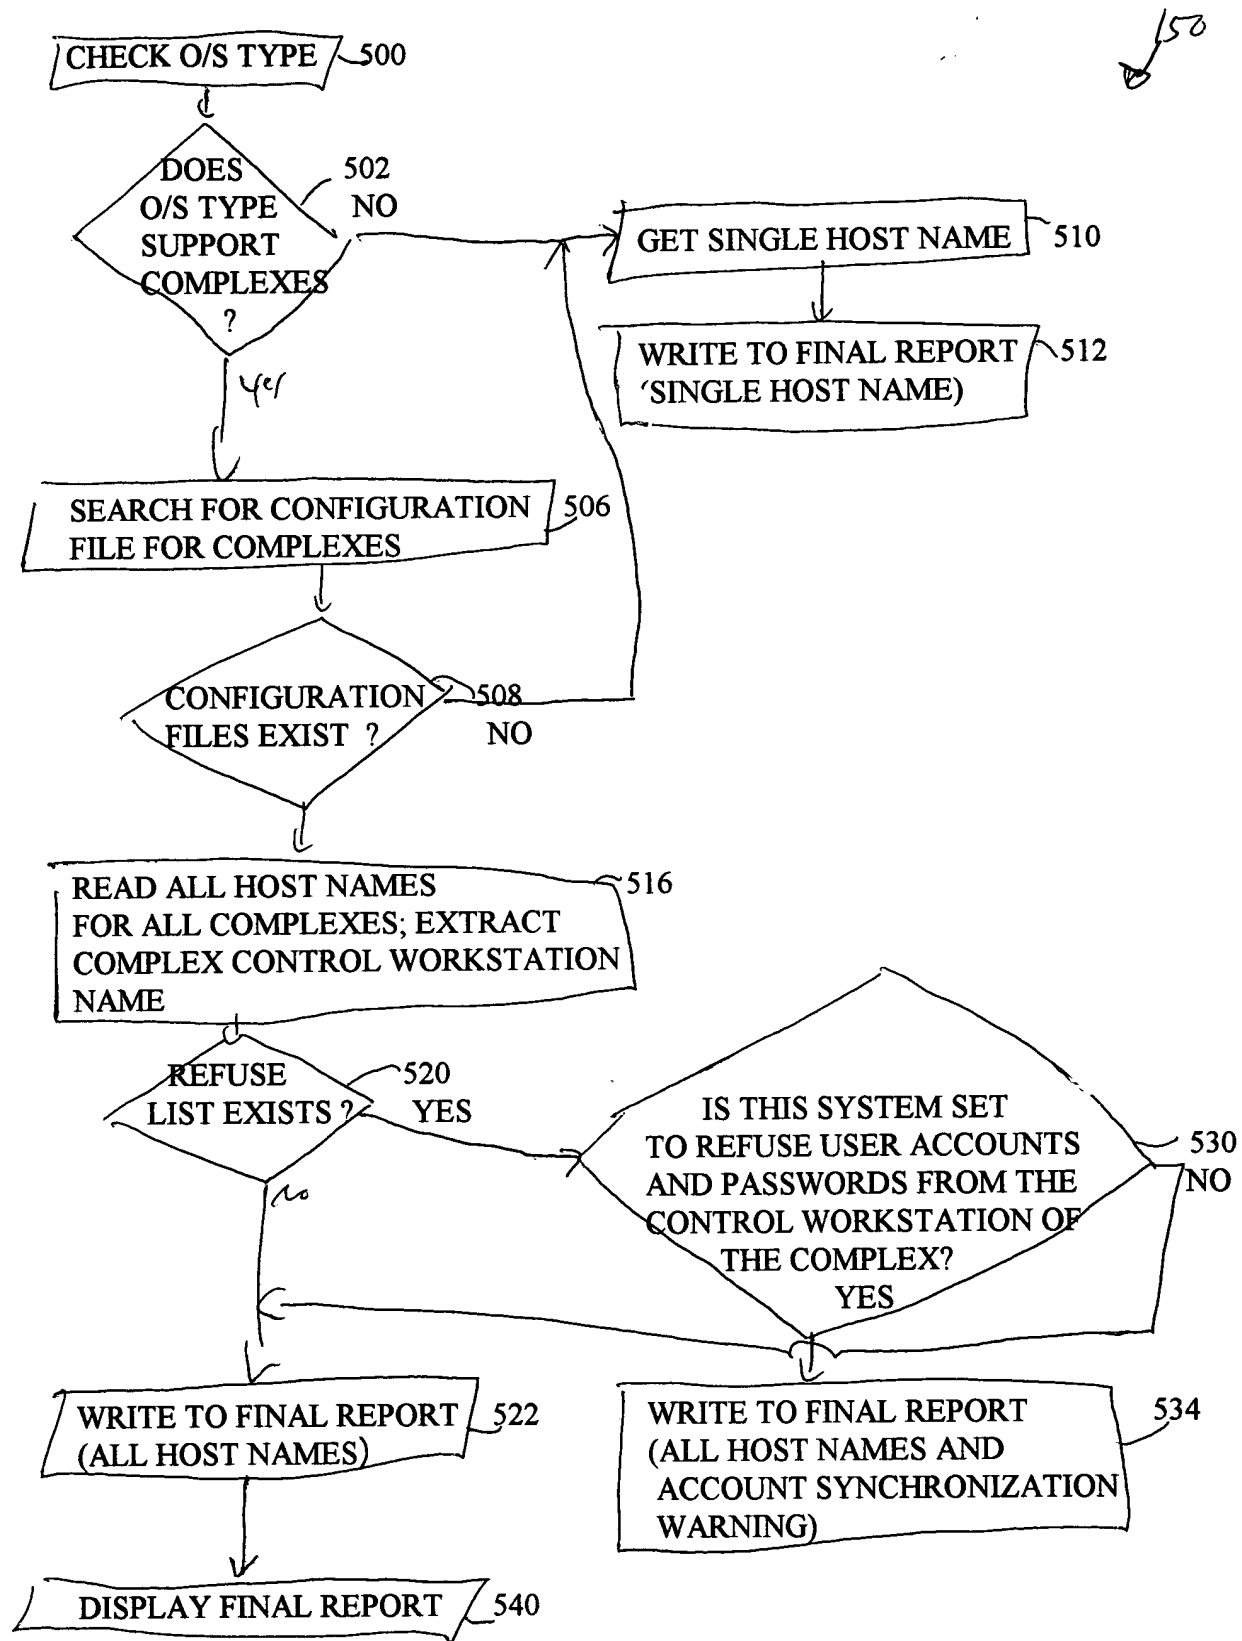 150
CHECK O/S TYPE
500
DOES
O/S TYPE
SUPPORT
COMPLEXES
?
502
NO
yes
GET SINGLE HOST NAME
510
WRITE TO FINAL REPORT
(SINGLE HOST NAME)
512
SEARCH FOR CONFIGURATION
FILE FOR COMPLEXES
506
CONFIGURATION
FILES EXIST ?
508
NO
READ ALL HOST NAMES
FOR ALL COMPLEXES; EXTRACT
COMPLEX CONTROL WORKSTATION
NAME
516
REFUSE
LIST EXISTS ?
520
YES
no
IS THIS SYSTEM SET
TO REFUSE USER ACCOUNTS
AND PASSWORDS FROM THE
CONTROL WORKSTATION OF
THE COMPLEX?
YES
530
NO
WRITE TO FINAL REPORT
(ALL HOST NAMES)
522
WRITE TO FINAL REPORT
(ALL HOST NAMES AND
ACCOUNT SYNCHRONIZATION
WARNING)
534
DISPLAY FINAL REPORT
540